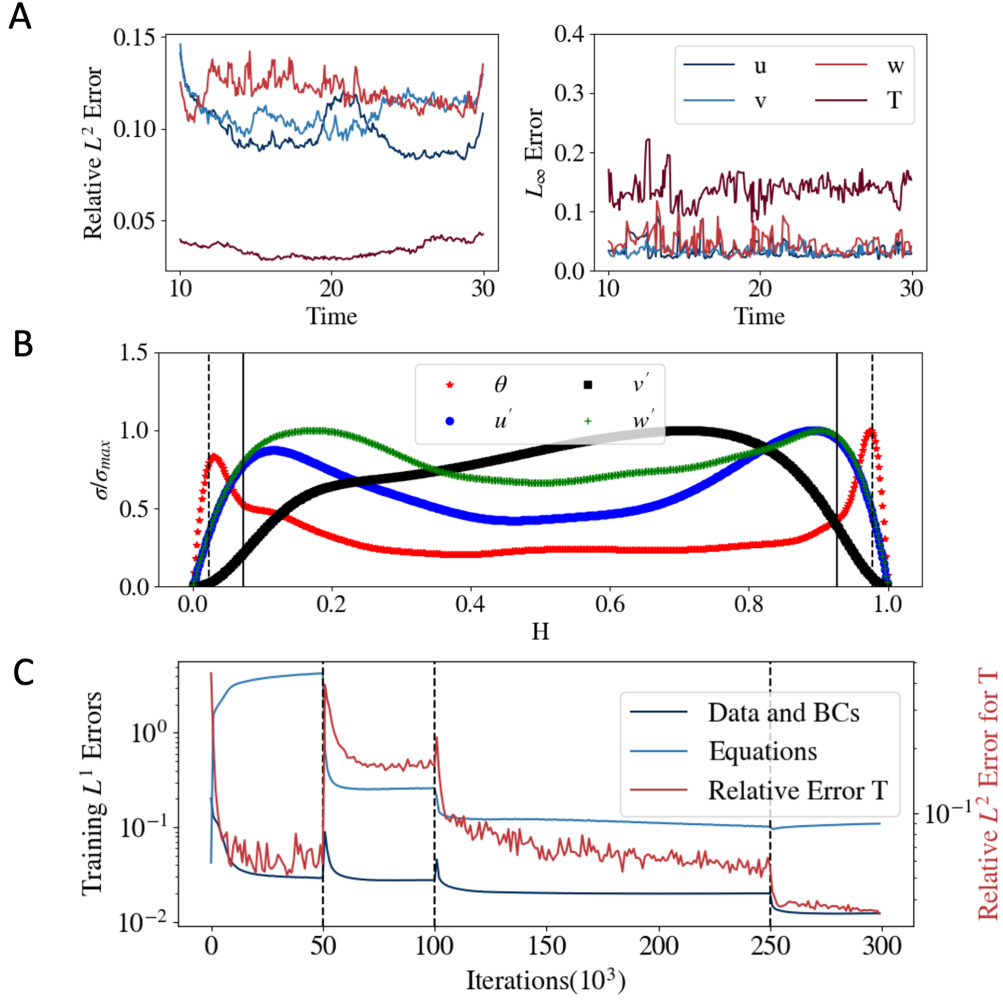 A
0.15
0.10
0.05
Relative L² Error
10
20
30
Time
0.4
0.3
0.2
0.1
0.0
L∞ Error
u
v
w
T
10
20
30
Time
B
1.5
1.0
0.5
0.0
σ/σmax
θ
u′
v′
w′
0.0
0.2
0.4
0.6
0.8
1.0
H
C
10⁰
10⁻¹
10⁻²
Training L¹ Errors
Data and BCs
Equations
Relative Error T
10⁻¹
Relative L² Error for T
0
50
100
150
200
250
300
Iterations(10³)